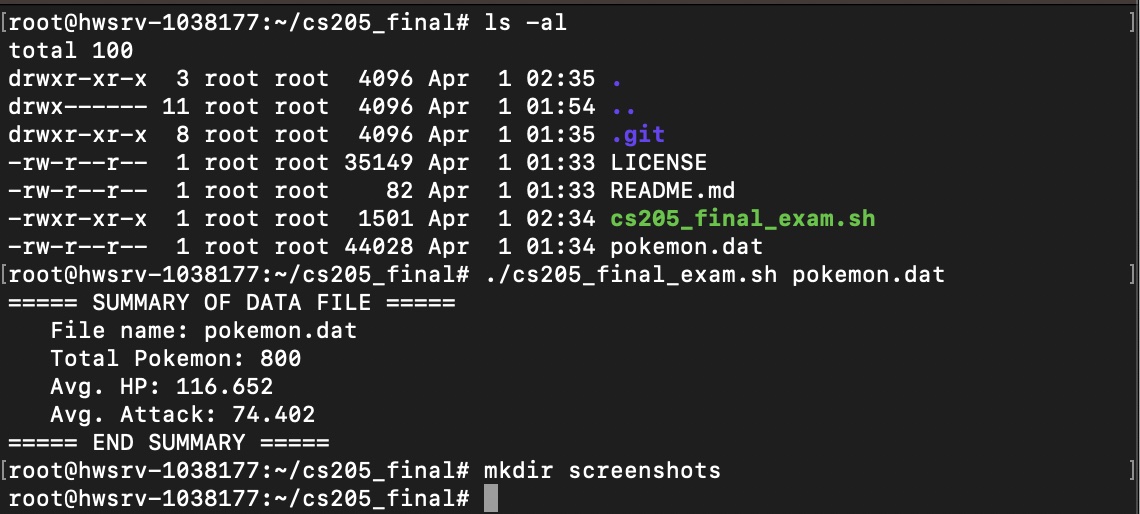 [root@hwsrv-1038177:~/cs205_final# ls -al ]
total 100
drwxr-xr-x  3 root root  4096 Apr  1 02:35 .
drwx------ 11 root root  4096 Apr  1 01:54 ..
drwxr-xr-x  8 root root  4096 Apr  1 01:35 .git
-rw-r--r--  1 root root 35149 Apr  1 01:33 LICENSE
-rw-r--r--  1 root root    82 Apr  1 01:33 README.md
-rwxr-xr-x  1 root root  1501 Apr  1 02:34 cs205_final_exam.sh
-rw-r--r--  1 root root 44028 Apr  1 01:34 pokemon.dat
[root@hwsrv-1038177:~/cs205_final# ./cs205_final_exam.sh pokemon.dat ]
===== SUMMARY OF DATA FILE =====
   File name: pokemon.dat
   Total Pokemon: 800
   Avg. HP: 116.652
   Avg. Attack: 74.402
===== END SUMMARY =====
[root@hwsrv-1038177:~/cs205_final# mkdir screenshots ]
root@hwsrv-1038177:~/cs205_final#